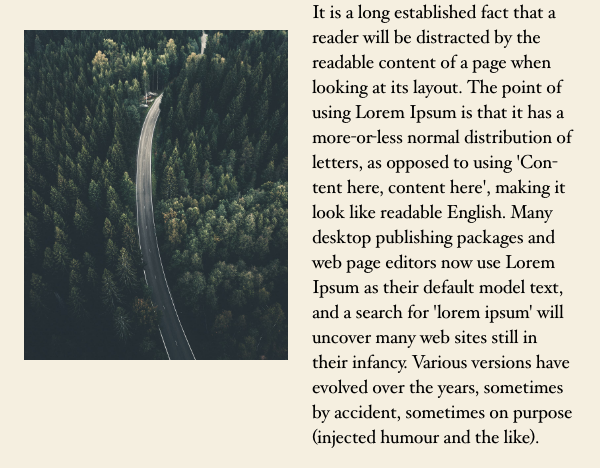 It is a long established fact that a
reader will be distracted by the
readable content of a page when
looking at its layout. The point of
using Lorem Ipsum is that it has a
more-or-less normal distribution of
letters, as opposed to using 'Con-
tent here, content here', making it
look like readable English. Many
desktop publishing packages and
web page editors now use Lorem
Ipsum as their default model text,
and a search for 'lorem ipsum' will
uncover many web sites still in
their infancy. Various versions have
evolved over the years, sometimes
by accident, sometimes on purpose
(injected humour and the like).